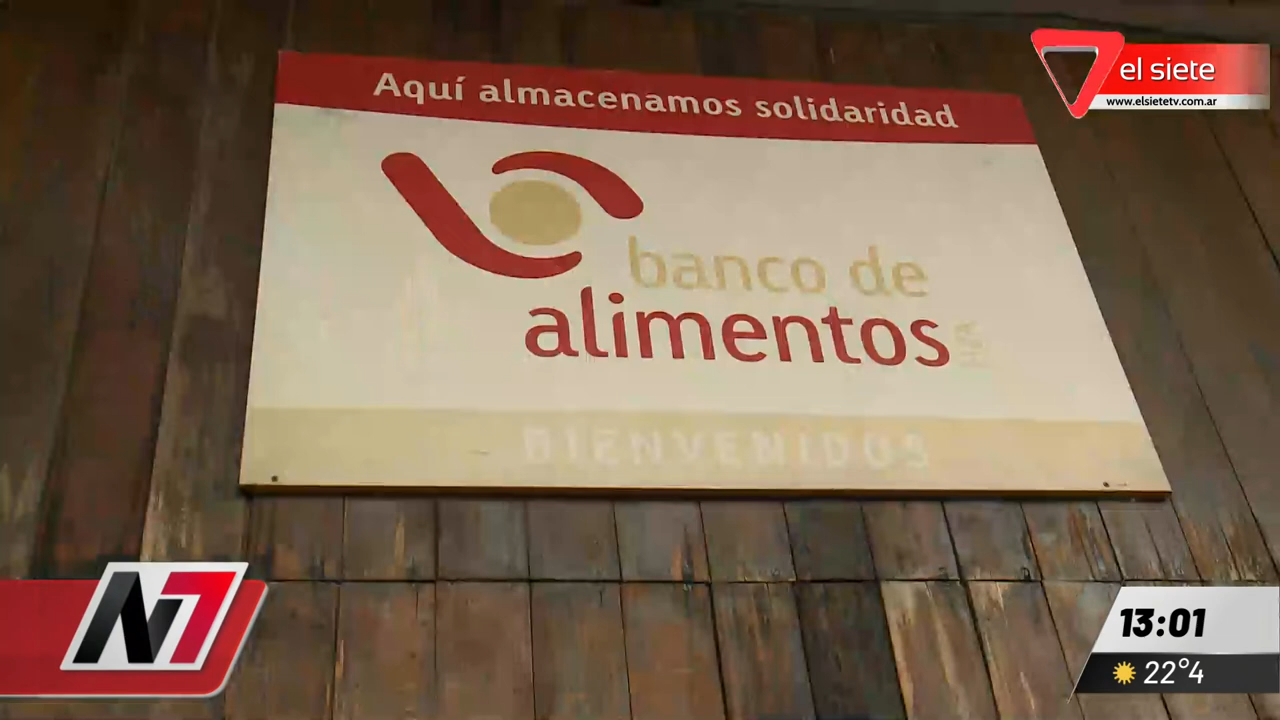 Aquí almacenamos solidaridad
banco de
alimentos
BIENVENIDOS
el siete
www.elsietetv.com.ar
N7
13:01
22°4